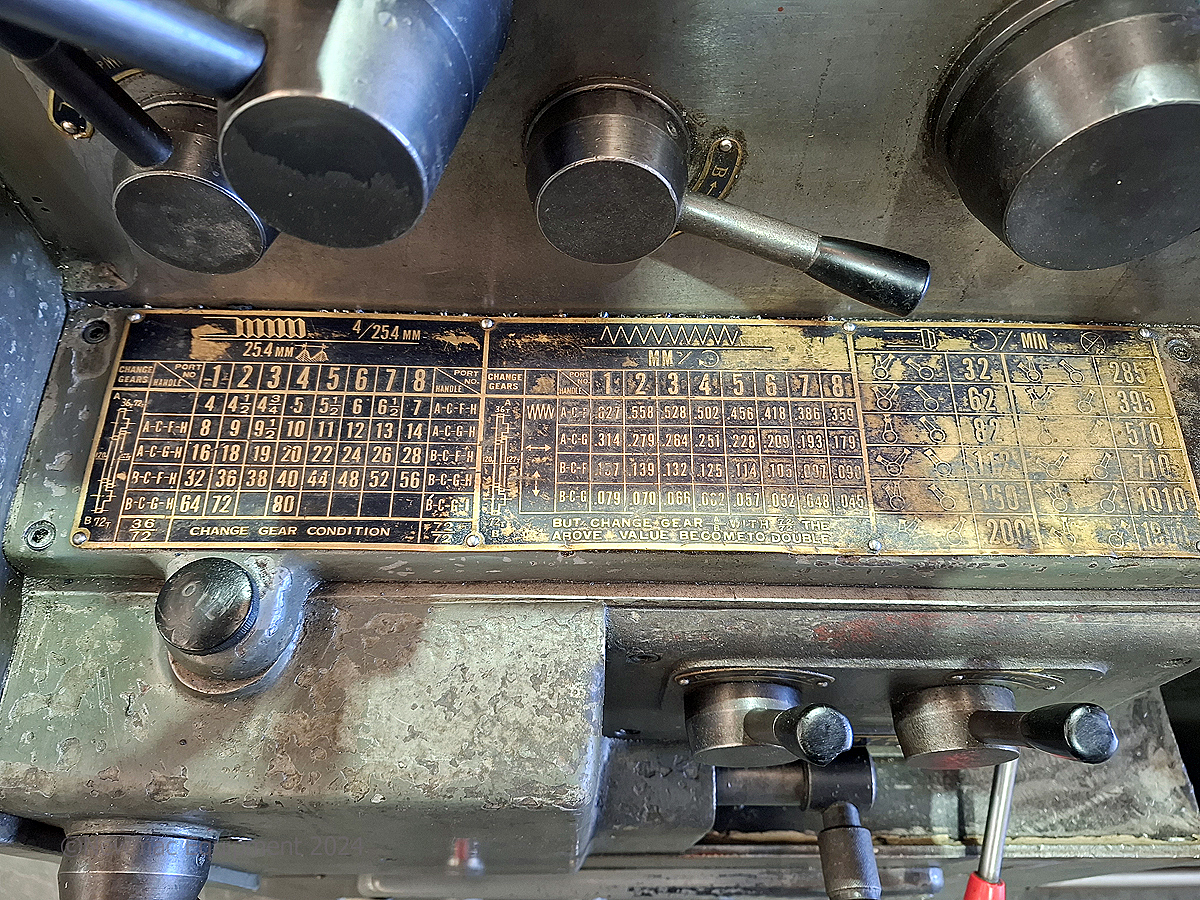 B
4/25.4 MM
25.4 MM
CHANGE GEARS PORT NO HANDLE 1 2 3 4 5 6 7 8 PORT NO HANDLE
4 4½ 4¾ 5 5½ 6 6½ 7 A-C-F-H
A-C-F-H 8 9 9½ 10 11 12 13 14 A-C-G-H
A-C-G-H 16 18 19 20 22 24 26 28 B-C-F-H
B-C-F-H 32 36 38 40 44 48 52 56 B-C-G-H
B-C-G-H 64 72 80
36/72 CHANGE GEAR CONDITION 72/72
MM/
CHANGE GEARS PORT NO HANDLE 1 2 3 4 5 6 7 8
A-C-F .627 .558 .528 .502 .456 .418 .386 .359
A-C-G .314 .279 .264 .251 .228 .209 .193 .179
B-C-F .157 .139 .132 .125 .114 .105 .097 .090
B-C-G .079 .070 .066 .057 .052 .048 .045
BUT CHANGE GEAR WITH THE
ABOVE VALUE BECOME TO DOUBLE
/MIN
32 285
62 395
82 510
710
160 1010
200